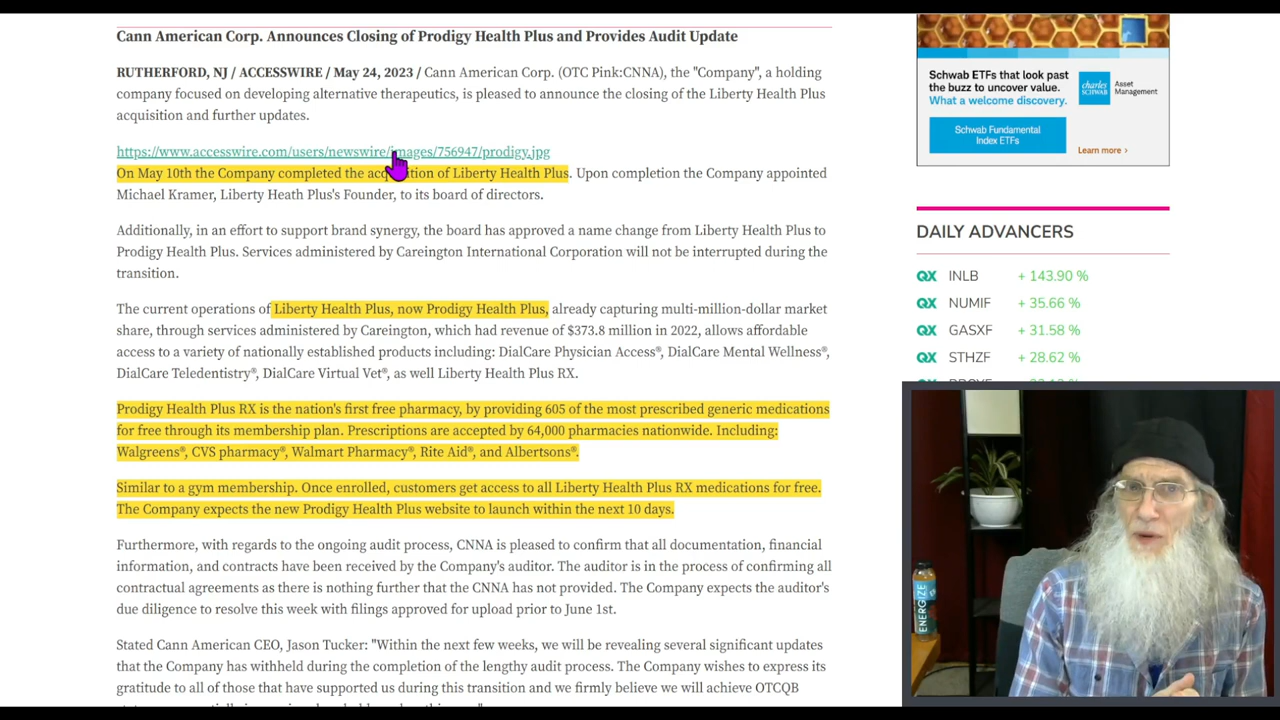 Cann American Corp. Announces Closing of Prodigy Health Plus and Provides Audit Update
RUTHERFORD, NJ / ACCESSWIRE / May 24, 2023 / Cann American Corp. (OTC Pink:CNNA), the "Company", a holding
company focused on developing alternative therapeutics, is pleased to announce the closing of the Liberty Health Plus
acquisition and further updates.
https://www.accesswire.com/users/newswire/images/756947/prodigy.jpg
On May 10th the Company completed the acquisition of Liberty Health Plus. Upon completion the Company appointed
Michael Kramer, Liberty Heath Plus's Founder, to its board of directors.
Additionally, in an effort to support brand synergy, the board has approved a name change from Liberty Health Plus to
Prodigy Health Plus. Services administered by Careington International Corporation will not be interrupted during the
transition.
The current operations of Liberty Health Plus, now Prodigy Health Plus, already capturing multi-million-dollar market
share, through services administered by Careington, which had revenue of $373.8 million in 2022, allows affordable
access to a variety of nationally established products including: DialCare Physician Access®, DialCare Mental Wellness®,
DialCare Teledentistry®, DialCare Virtual Vet®, as well Liberty Health Plus RX.
Prodigy Health Plus RX is the nation's first free pharmacy, by providing 605 of the most prescribed generic medications
for free through its membership plan. Prescriptions are accepted by 64,000 pharmacies nationwide. Including:
Walgreens®, CVS pharmacy®, Walmart Pharmacy®, Rite Aid®, and Albertsons®.
Similar to a gym membership. Once enrolled, customers get access to all Liberty Health Plus RX medications for free.
The Company expects the new Prodigy Health Plus website to launch within the next 10 days.
Furthermore, with regards to the ongoing audit process, CNNA is pleased to confirm that all documentation, financial
information, and contracts have been received by the Company's auditor. The auditor is in the process of confirming all
contractual agreements as there is nothing further that the CNNA has not provided. The Company expects the auditor's
due diligence to resolve this week with filings approved for upload prior to June 1st.
Stated Cann American CEO, Jason Tucker: "Within the next few weeks, we will be revealing several significant updates
that the Company has withheld during the completion of the lengthy audit process. The Company wishes to express its
gratitude to all of those that have supported us during this transition and we firmly believe we will achieve OTCQB
Schwab ETFs that look past
the buzz to uncover value.
What a welcome discovery.
charles
SCHWAB
Asset
Management
Schwab Fundamental
Index ETFs
Learn more >
DAILY ADVANCERS
QX INLB + 143.90 %
QX NUMIF + 35.66 %
QX GASXF + 31.58 %
QX STHZF + 28.62 %
ENERGIZE